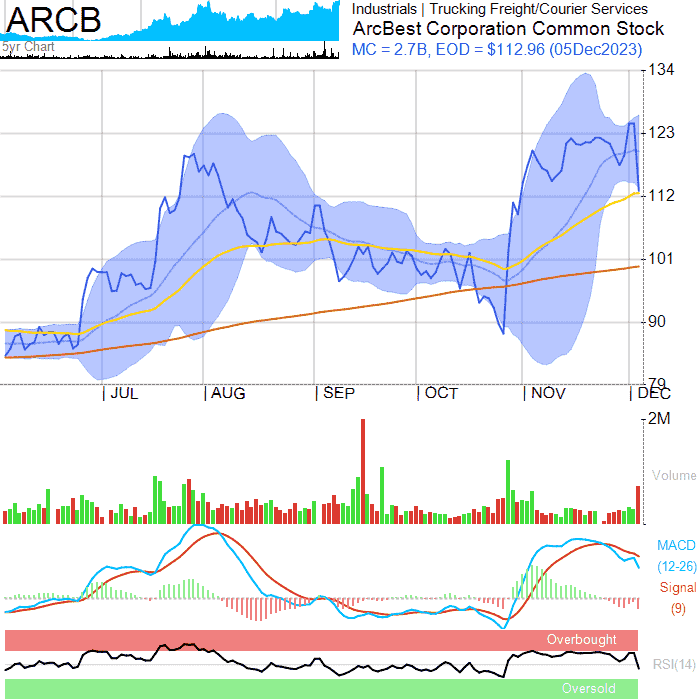 ARCB
Industrials | Trucking Freight/Courier Services
ArcBest Corporation Common Stock
MC = 2.7B, EOD = $112.96 (05Dec2023)
5yr Chart
134
123
112
101
90
79
| JUL | AUG | SEP | OCT | NOV | DEC
2M
Volume
MACD
(12-26)
Signal
(9)
Overbought
RSI(14)
Oversold